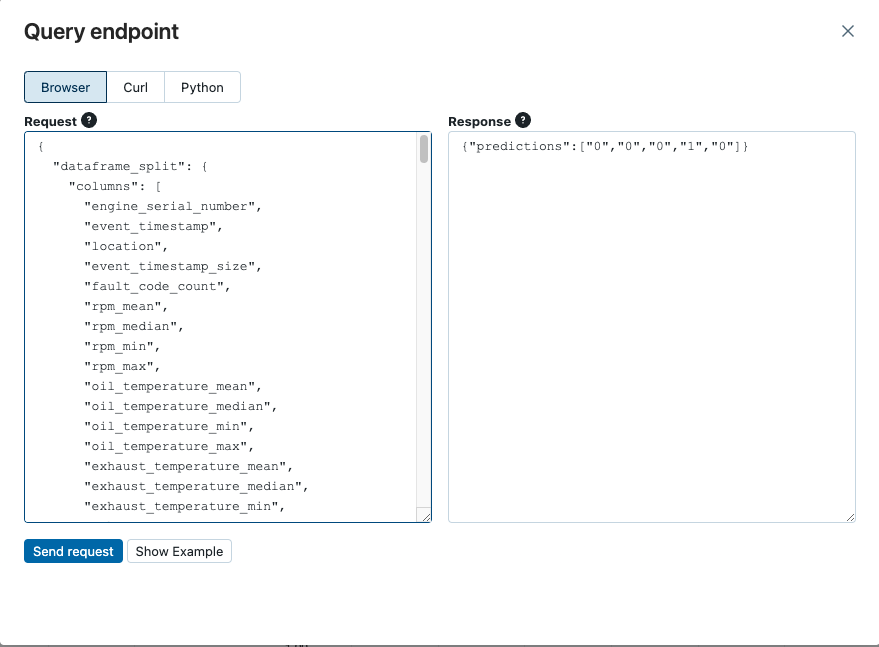 Query endpoint
Browser
Curl
Python
Request ?
Response ?
{
"dataframe_split": {
"columns": [
"engine_serial_number",
"event_timestamp",
"location",
"event_timestamp_size",
"fault_code_count",
"rpm_mean",
"rpm_median",
"rpm_min",
"rpm_max",
"oil_temperature_mean",
"oil_temperature_median",
"oil_temperature_min",
"oil_temperature_max",
"exhaust_temperature_mean",
"exhaust_temperature_median",
"exhaust_temperature_min",
{"predictions":["0","0","0","1","0"]}
Send request
Show Example